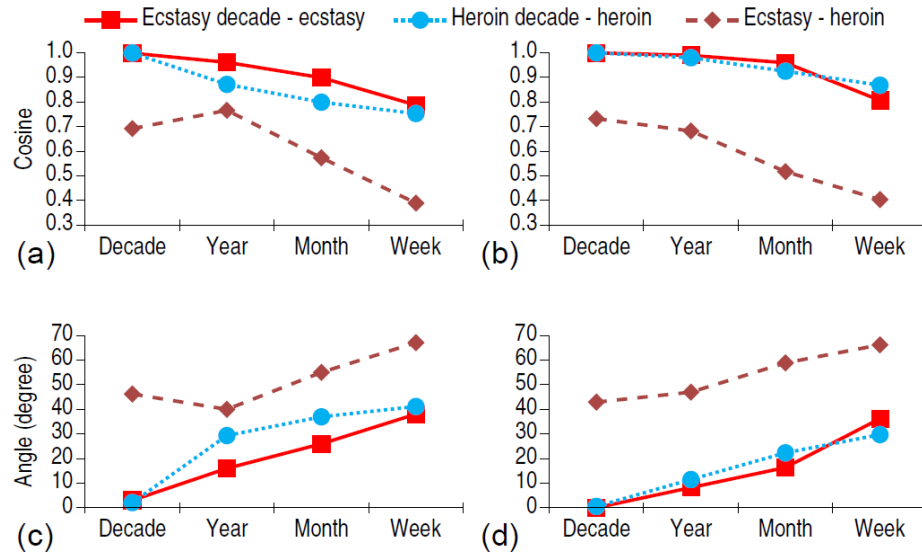 Ecstasy decade - ecstasy Heroin decade - heroin Ecstasy - heroin
Cosine
1.0
0.9
0.8
0.7
0.6
0.5
0.4
0.3
Decade Year Month Week
(a)
1.0
0.9
0.8
0.7
0.6
0.5
0.4
0.3
Decade Year Month Week
(b)
Angle (degree)
70
60
50
40
30
20
10
0
Decade Year Month Week
(c)
70
60
50
40
30
20
10
0
Decade Year Month Week
(d)